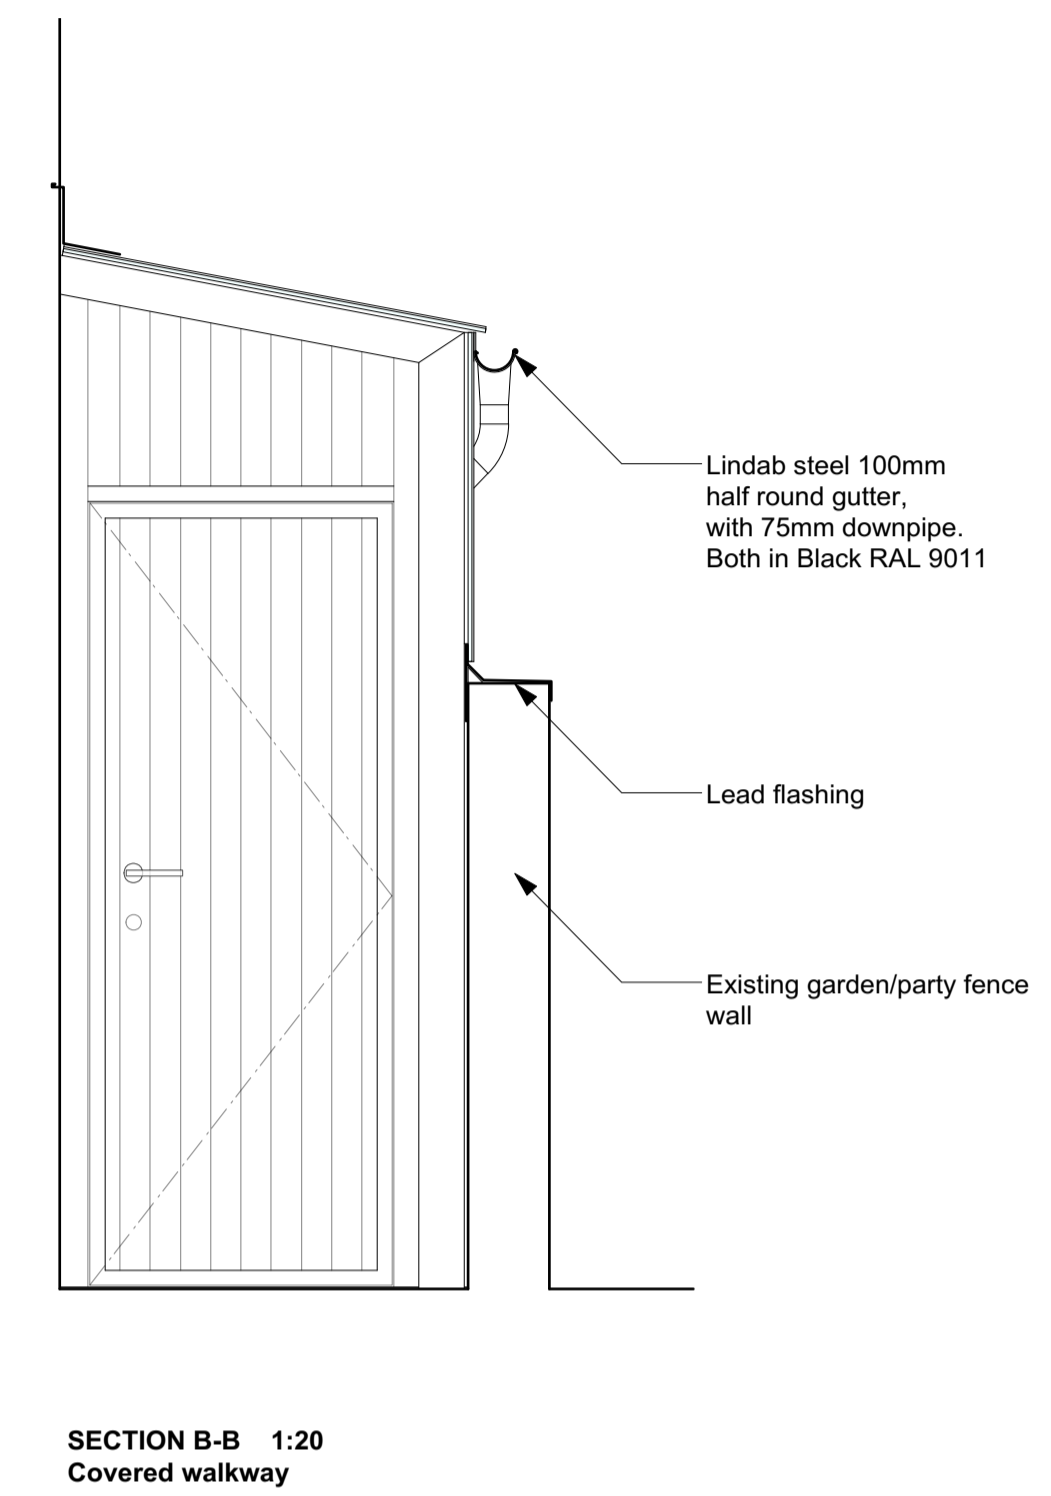 Lindab steel 100mm
half round gutter,
with 75mm downpipe.
Both in Black RAL 9011
Lead flashing
Existing garden/party fence
wall
SECTION B-B 1:20
Covered walkway